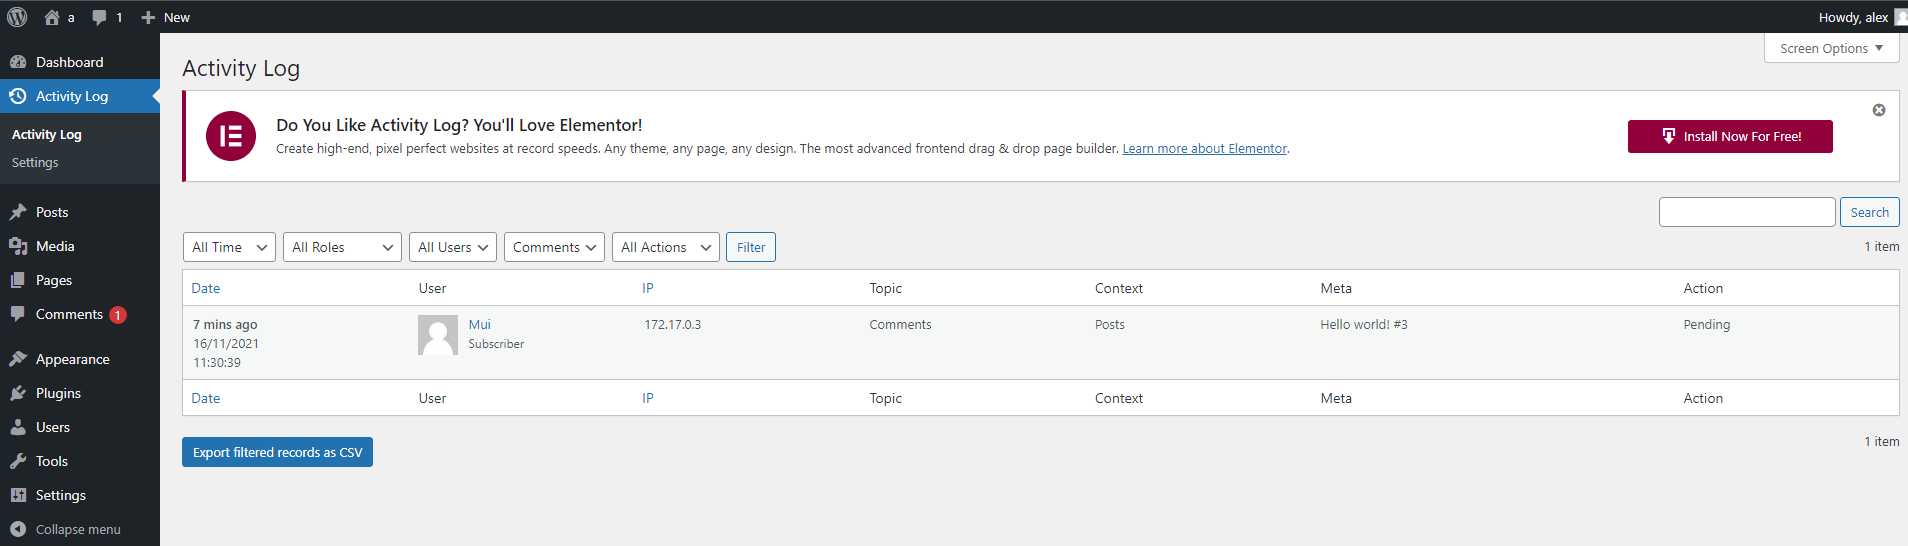 a
1
New
Howdy, alex
Dashboard
Activity Log
Activity Log
Settings
Posts
Media
Pages
Comments 1
Appearance
Plugins
Users
Tools
Settings
Collapse menu
Screen Options
Activity Log
Do You Like Activity Log? You'll Love Elementor!
Create high-end, pixel perfect websites at record speeds. Any theme, any page, any design. The most advanced frontend drag & drop page builder. Learn more about Elementor.
Install Now For Free!
Search
All Time All Roles All Users Comments All Actions Filter
1 item
Date User IP Topic Context Meta Action
7 mins ago Mui 172.17.0.3 Comments Posts Hello world! #3 Pending
16/11/2021 Subscriber
11:30:39
Date User IP Topic Context Meta Action
1 item
Export filtered records as CSV